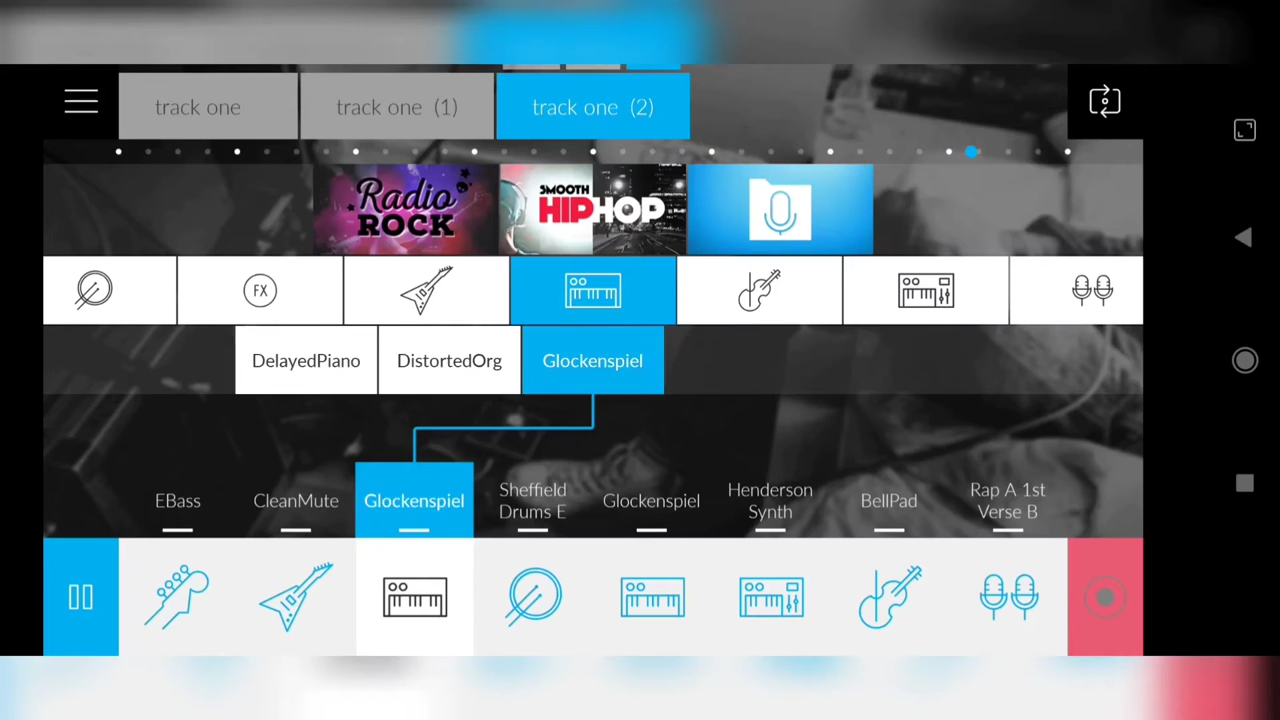 track one
track one (1)
track one (2)
Radio
ROCK
SMOOTH
HIPHOP
FX
DelayedPiano
DistortedOrg
Glockenspiel
EBass
CleanMute
Glockenspiel
Sheffield
Drums E
Glockenspiel
Henderson
Synth
BellPad
Rap A 1st
Verse B